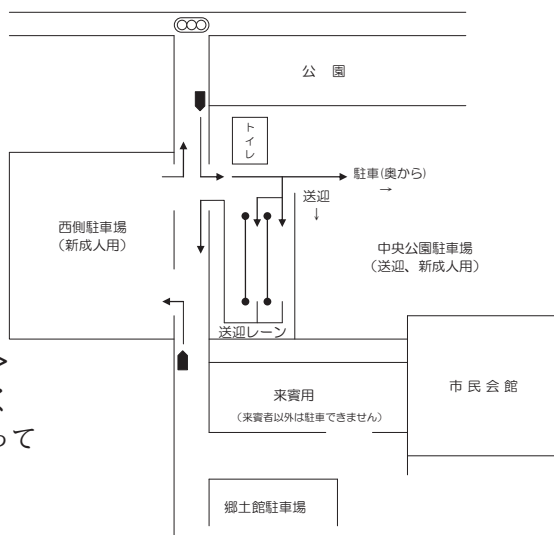 公 園
トイレ
駐車(奥から)
→
送迎
↓
西側駐車場
（新成人用）
中央公園駐車場
（送迎、新成人用）
送迎レーン
来賓用
（来賓者以外は駐車できません）
市 民 会 館
って
郷土館駐車場